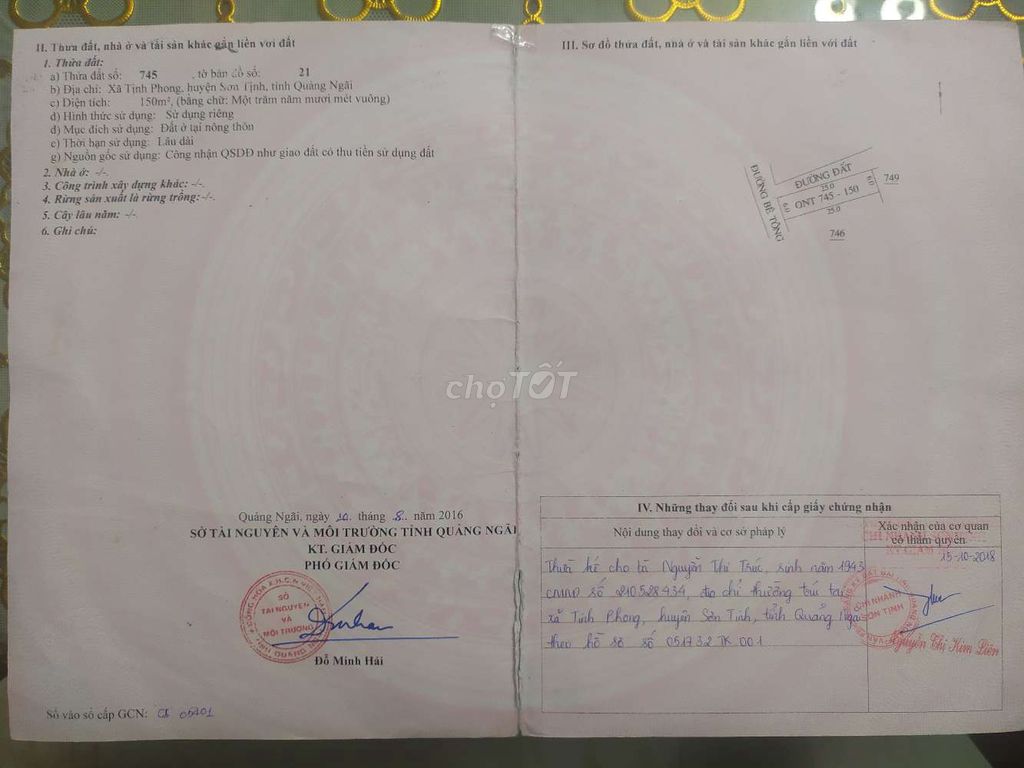 II. Thửa đất, nhà ở và tài sản khác gắn liền với đất
1. Thửa đất:
a) Thửa đất số: 745 , tờ bản đồ số: 21
b) Địa chỉ: Xã Tịnh Phong, huyện Sơn Tịnh, tỉnh Quảng Ngãi
c) Diện tích: 150m², (bằng chữ: Một trăm năm mươi mét vuông)
d) Hình thức sử dụng: Sử dụng riêng
đ) Mục đích sử dụng: Đất ở tại nông thôn
e) Thời hạn sử dụng: Lâu dài
g) Nguồn gốc sử dụng: Công nhận QSDĐ như giao đất có thu tiền sử dụng đất
2. Nhà ở: -/-.
3. Công trình xây dựng khác: -/-.
4. Rừng sản xuất là rừng trồng: -/-.
5. Cây lâu năm: -/-.
6. Ghi chú:
Quảng Ngãi, ngày 10 tháng 8 năm 2016
SỞ TÀI NGUYÊN VÀ MÔI TRƯỜNG TỈNH QUẢNG NGÃI
KT. GIÁM ĐỐC
PHÓ GIÁM ĐỐC
SỞ
TÀI NGUYÊN
VÀ
MÔI TRƯỜNG
Đỗ Minh Hải
Số vào sổ cấp GCN: CS 05401
III. Sơ đồ thửa đất, nhà ở và tài sản khác gắn liền với đất
ĐƯỜNG BÊ TÔNG
ĐƯỜNG ĐẤT
25.0
6.0
ONT 745 - 150
6.0
25.0
749
746
chợTỐT
IV. Những thay đổi sau khi cấp giấy chứng nhận
Nội dung thay đổi và cơ sở pháp lý
Xác nhận của cơ quan
có thẩm quyền
Thừa kế cho bà Nguyễn Thị Trúc, sinh năm 1943
CMND số 210528434, địa chỉ thường trú tại
xã Tịnh Phong, huyện Sơn Tịnh, tỉnh Quảng Ngãi
theo hồ sơ số 051732.TK.001
15-10-2018
CHI NHÁNH
SƠN TỊNH
Nguyễn Thị Kim Liên